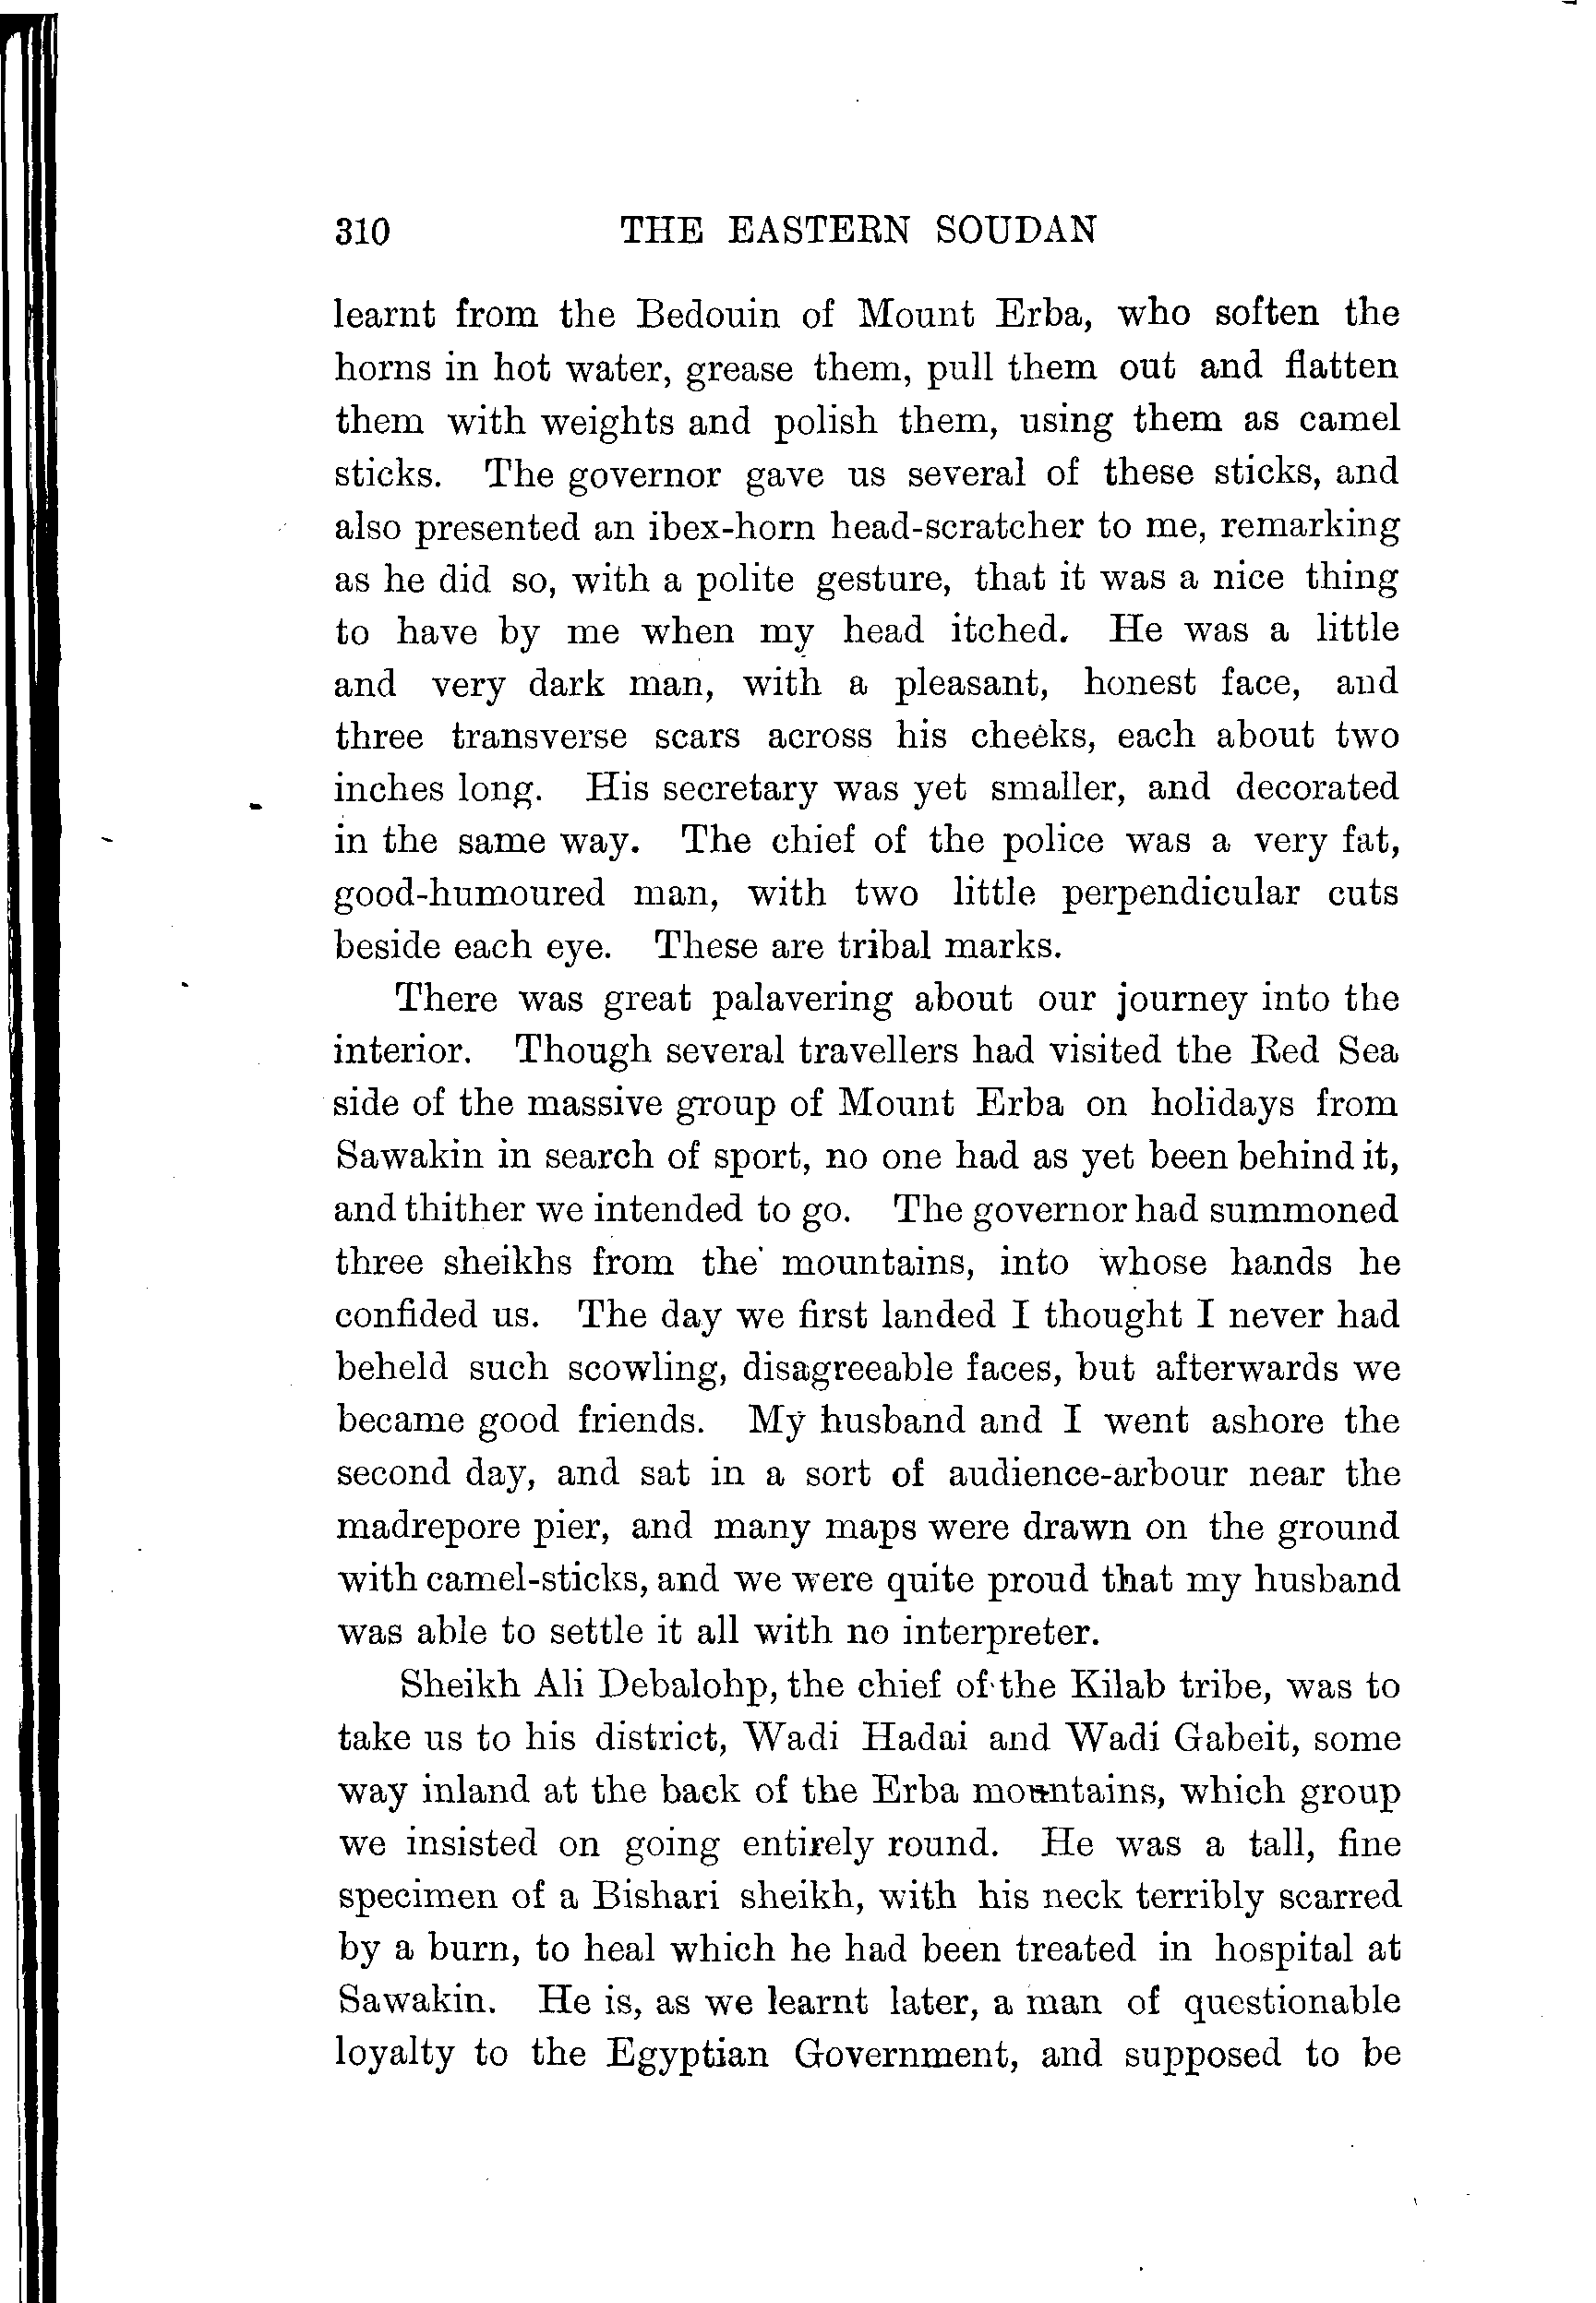 310 THE EASTERN SOUDAN
learnt from the Bedouin of Mount Erba, who soften the
horns in hot water, grease them, pull them out and flatten
them with weights and polish them, using them as camel
sticks. The governor gave us several of these sticks, and
also presented an ibex-horn head-scratcher to me, remarking
as he did so, with a polite gesture, that it was a nice thing
to have by me when my head itched. He was a little
and very dark man, with a pleasant, honest face, and
three transverse scars across his cheeks, each about two
inches long. His secretary was yet smaller, and decorated
in the same way. The chief of the police was a very fat,
good-humoured man, with two little perpendicular cuts
beside each eye. These are tribal marks.
There was great palavering about our journey into the
interior. Though several travellers had visited the Red Sea
side of the massive group of Mount Erba on holidays from
Sawakin in search of sport, no one had as yet been behind it,
and thither we intended to go. The governor had summoned
three sheikhs from the mountains, into whose hands he
confided us. The day we first landed I thought I never had
beheld such scowling, disagreeable faces, but afterwards we
became good friends. My husband and I went ashore the
second day, and sat in a sort of audience-arbour near the
madrepore pier, and many maps were drawn on the ground
with camel-sticks, and we were quite proud that my husband
was able to settle it all with no interpreter.
Sheikh Ali Debalohp, the chief of the Kilab tribe, was to
take us to his district, Wadi Hadai and Wadi Gabeit, some
way inland at the back of the Erba mountains, which group
we insisted on going entirely round. He was a tall, fine
specimen of a Bishari sheikh, with his neck terribly scarred
by a burn, to heal which he had been treated in hospital at
Sawakin. He is, as we learnt later, a man of questionable
loyalty to the Egyptian Government, and supposed to be